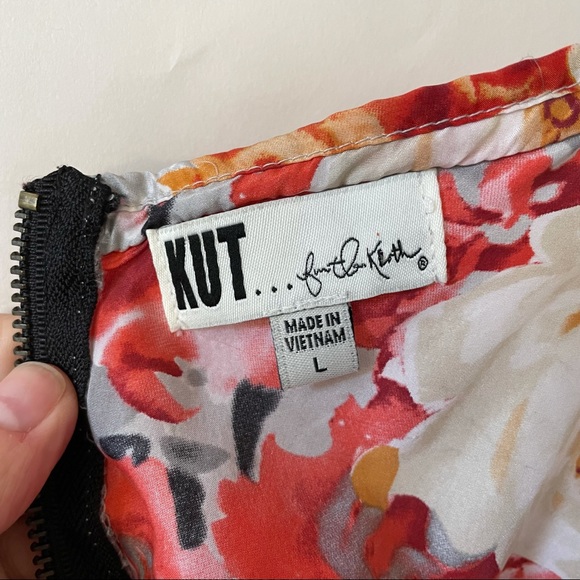 KUT... from the Kloth ®
MADE IN
VIETNAM
L